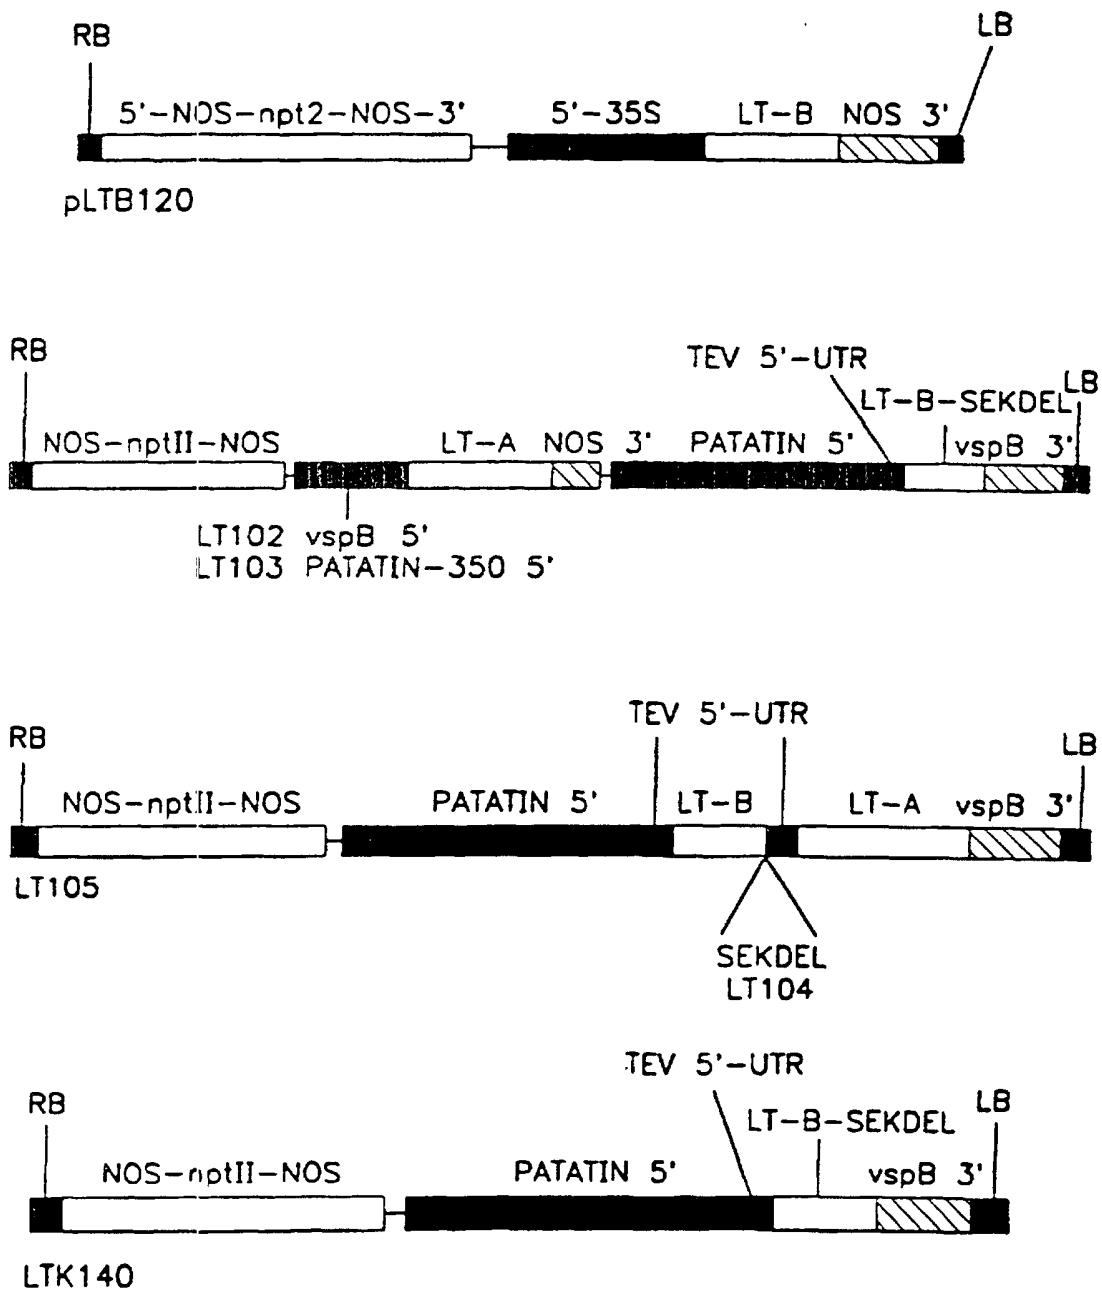 RB
LB
5'-NOS-npt2-NOS-3' 5'-35S LT-B NOS 3'
pLTB120
RB
TEV 5'-UTR
LB
LT-B-SEKDEL
NOS-nptII-NOS LT-A NOS 3' PATATIN 5' vspB 3'
LT102 vspB 5'
LT103 PATATIN-350 5'
TEV 5'-UTR
RB
LB
NOS-nptII-NOS PATATIN 5' LT-B LT-A vspB 3'
LT105
SEKDEL
LT104
TEV 5'-UTR
RB
LB
LT-B-SEKDEL
NOS-nptII-NOS PATATIN 5' vspB 3'
LTK140